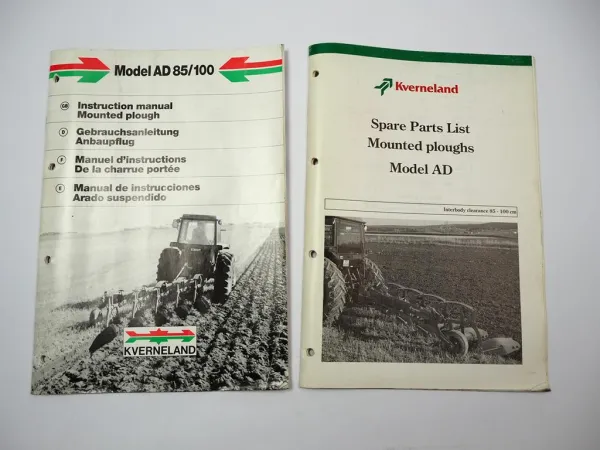 Model AD 85/100
GB Instruction manual
Mounted plough
D Gebrauchsanleitung
Anbaupflug
F Manuel d'instructions
De la charrue portée
E Manual de instrucciones
Arado suspendido
KVERNELAND
Kverneland
Spare Parts List
Mounted ploughs
Model AD
Interbody clearance 85 - 100 cm